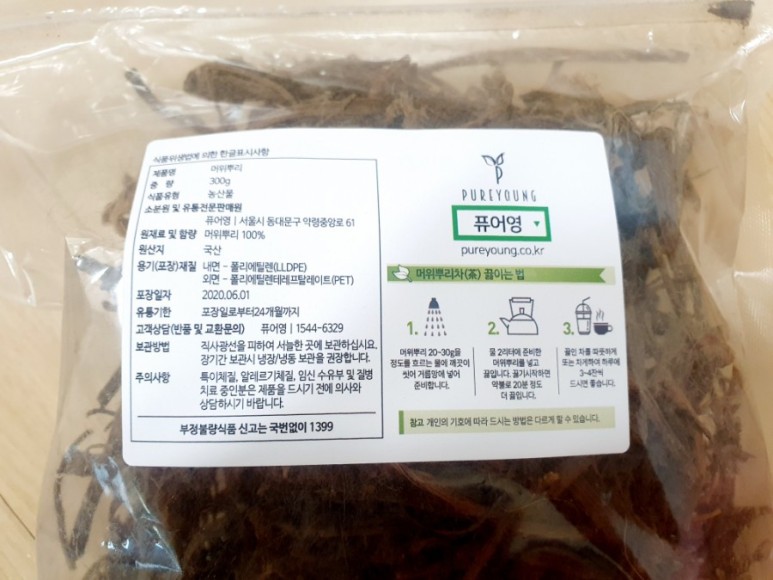 식품위생법에 의한 한글표시사항
제품명 머위뿌리
중 량 300g
식품유형 농산물
소분원 및 유통전문판매원
퓨어영 | 서울시 동대문구 약령중앙로 61
원재료 및 함량 머위뿌리 100%
원산지 국산
용기(포장)재질 내면 - 폴리에틸렌(LLDPE)
외면 - 폴리에틸렌테레프탈레이트(PET)
포장일자 2020.06.01
유통기한 포장일로부터24개월까지
고객상담(반품 및 교환문의) 퓨어영 | 1544-6329
보관방법 직사광선을 피하여 서늘한 곳에 보관하십시요.
장기간 보관시 냉장/냉동 보관을 권장합니다.
주의사항 특이체질, 알레르기체질, 임신 수유부 및 질병
치료 중인분은 제품을 드시기 전에 의사와
상담하시기 바랍니다.
부정불량식품 신고는 국번없이 1399
PUREYOUNG
퓨어영
pureyoung.co.kr
머위뿌리차(茶) 끓이는 법
1.
머위뿌리 20~30g을
정도를 흐르는 물에 깨끗이
씻어 거름망에 넣어
준비합니다.
2.
물 2리터에 준비한
머위뿌리를 넣고
끓입니다. 끓기시작하면
약불로 20분 정도
더 끓입니다.
3.
끓인 차를 따뜻하게
또는 차게하여 하루에
3~4잔씩
드시면 좋습니다.
참고 개인의 기호에 따라 드시는 방법은 다르게 할 수 있습니다.